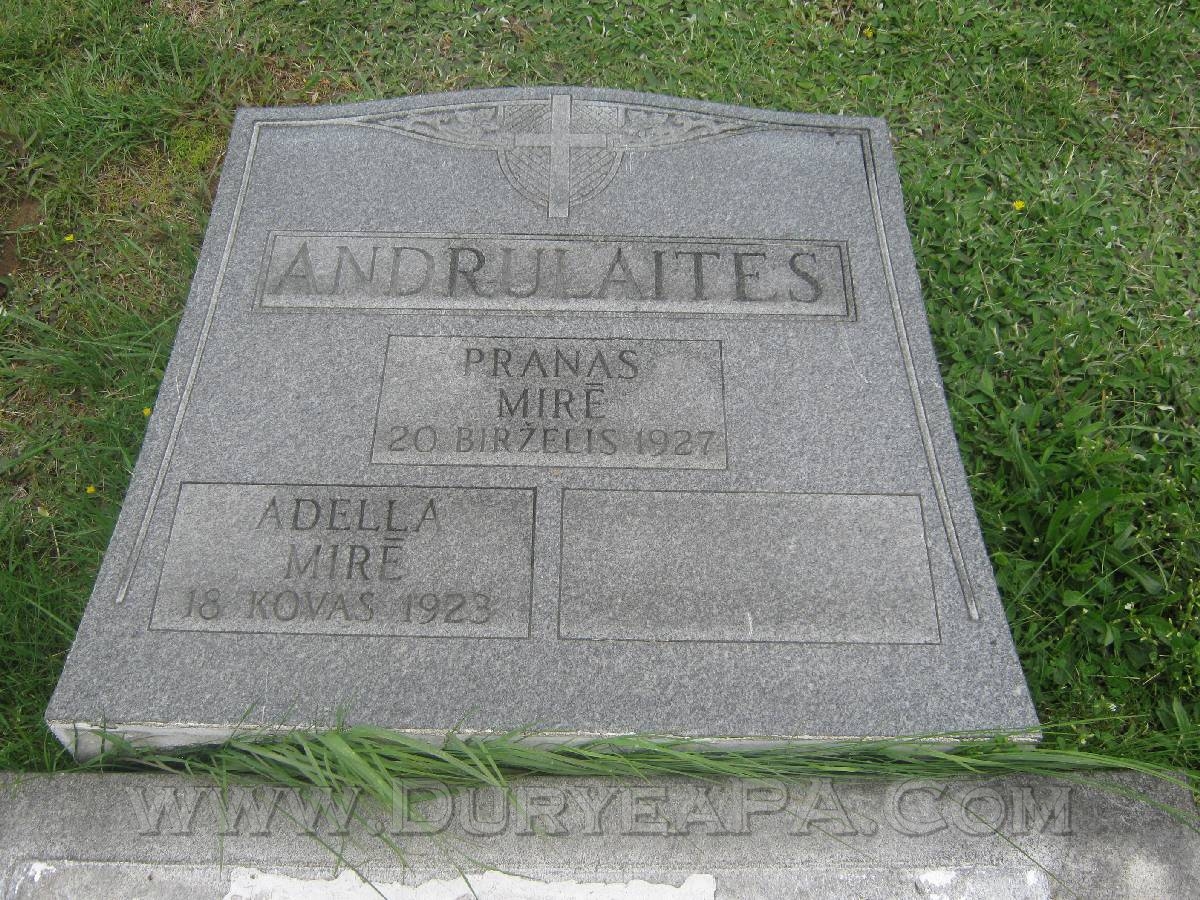 ANDRULAITES
PRANAS
MIRĒ
20 BIRŽELIS 1927
ADELLA
MIRĒ
18 KOVAS 1923
WWW.DURYEAPA.COM